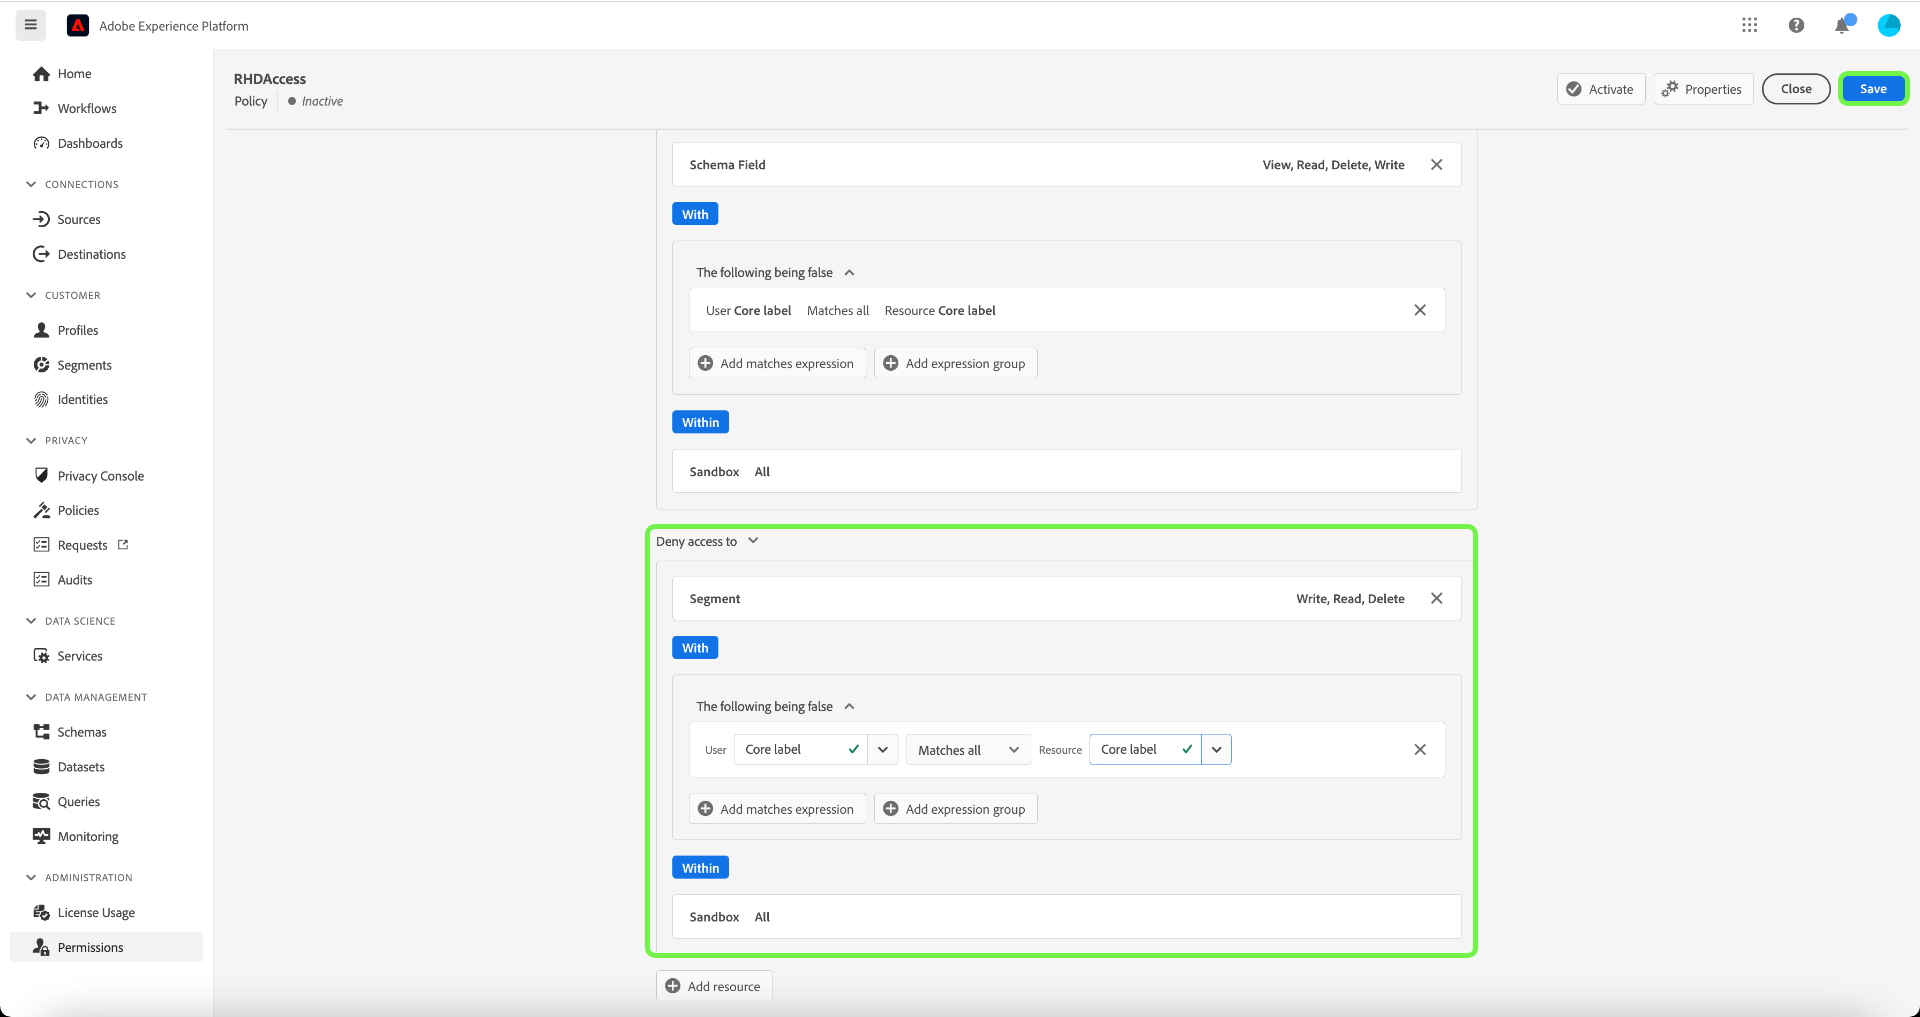 Adobe Experience Platform
Home
Workflows
Dashboards
CONNECTIONS
Sources
Destinations
CUSTOMER
Profiles
Segments
Identities
PRIVACY
Privacy Console
Policies
Requests
Audits
DATA SCIENCE
Services
DATA MANAGEMENT
Schemas
Datasets
Queries
Monitoring
ADMINISTRATION
License Usage
Permissions
RHDAccess
Policy Inactive
Activate Properties Close Save
Schema Field View, Read, Delete, Write
With
The following being false
User Core label Matches all Resource Core label
Add matches expression Add expression group
Within
Sandbox All
Deny access to
Segment Write, Read, Delete
With
The following being false
User Core label Matches all Resource Core label
Add matches expression Add expression group
Within
Sandbox All
Add resource